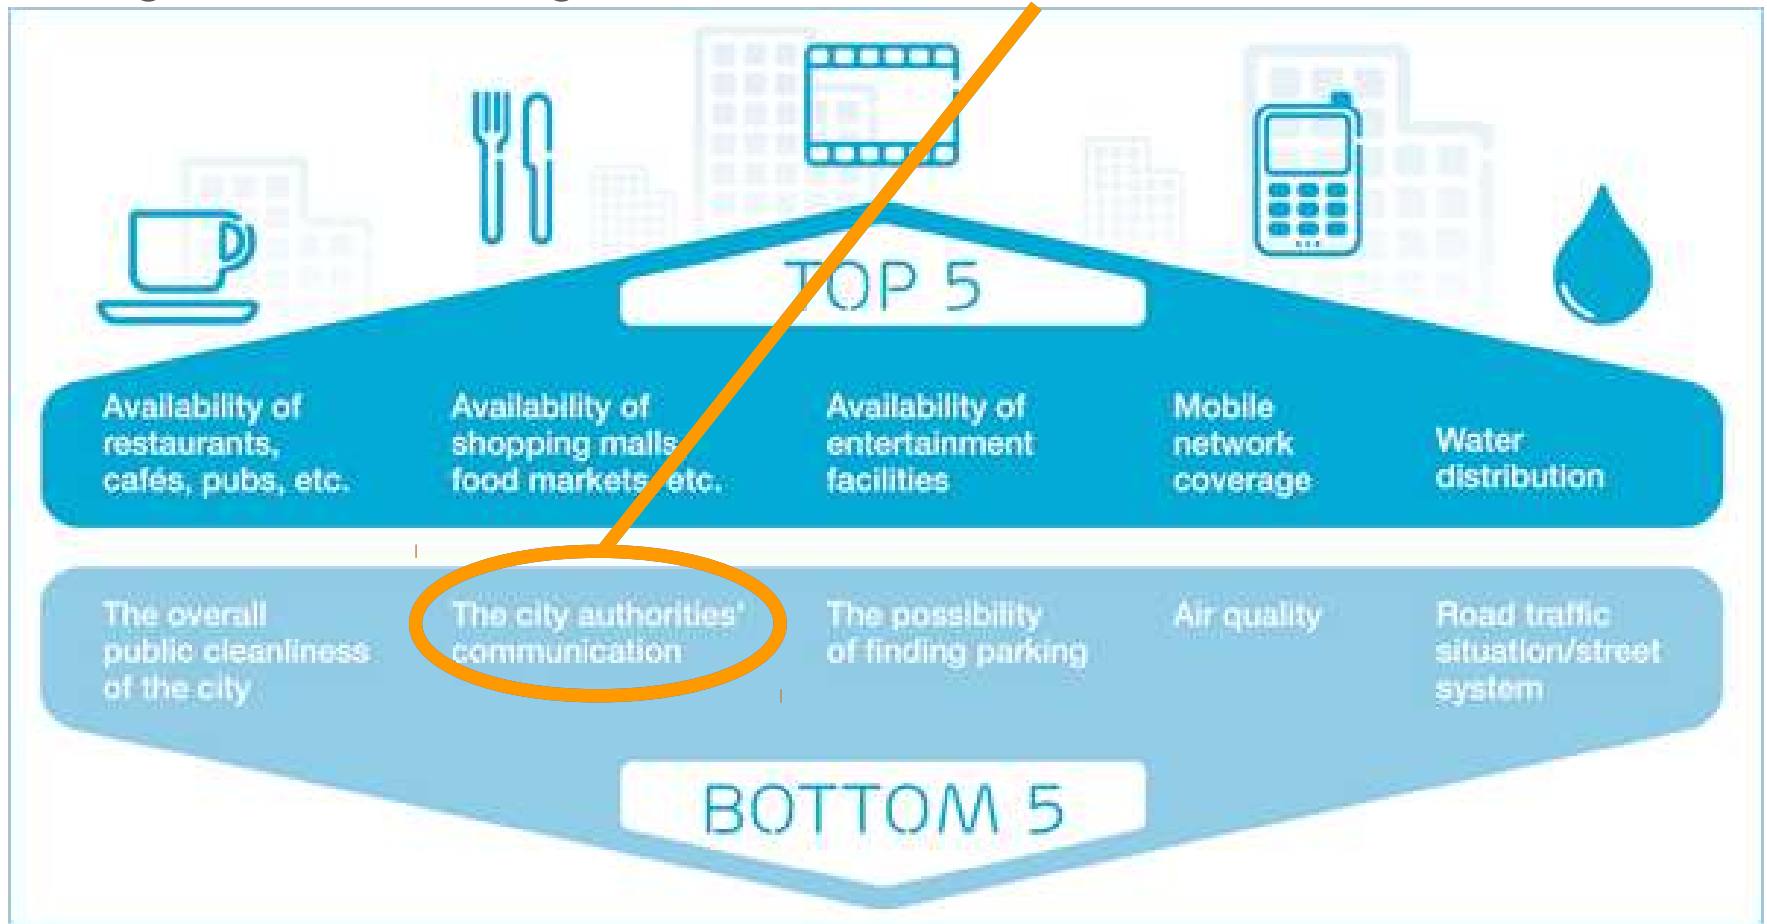 TOP 5
Availability of
restaurants,
cafés, pubs, etc.
Availability of
shopping malls,
food markets, etc.
Availability of
entertainment
facilities
Mobile
network
coverage
Water
distribution
The overall
public cleanliness
of the city
The city authorities'
communication
The possibility
of finding parking
Air quality
Road traffic
situation/street
system
BOTTOM 5